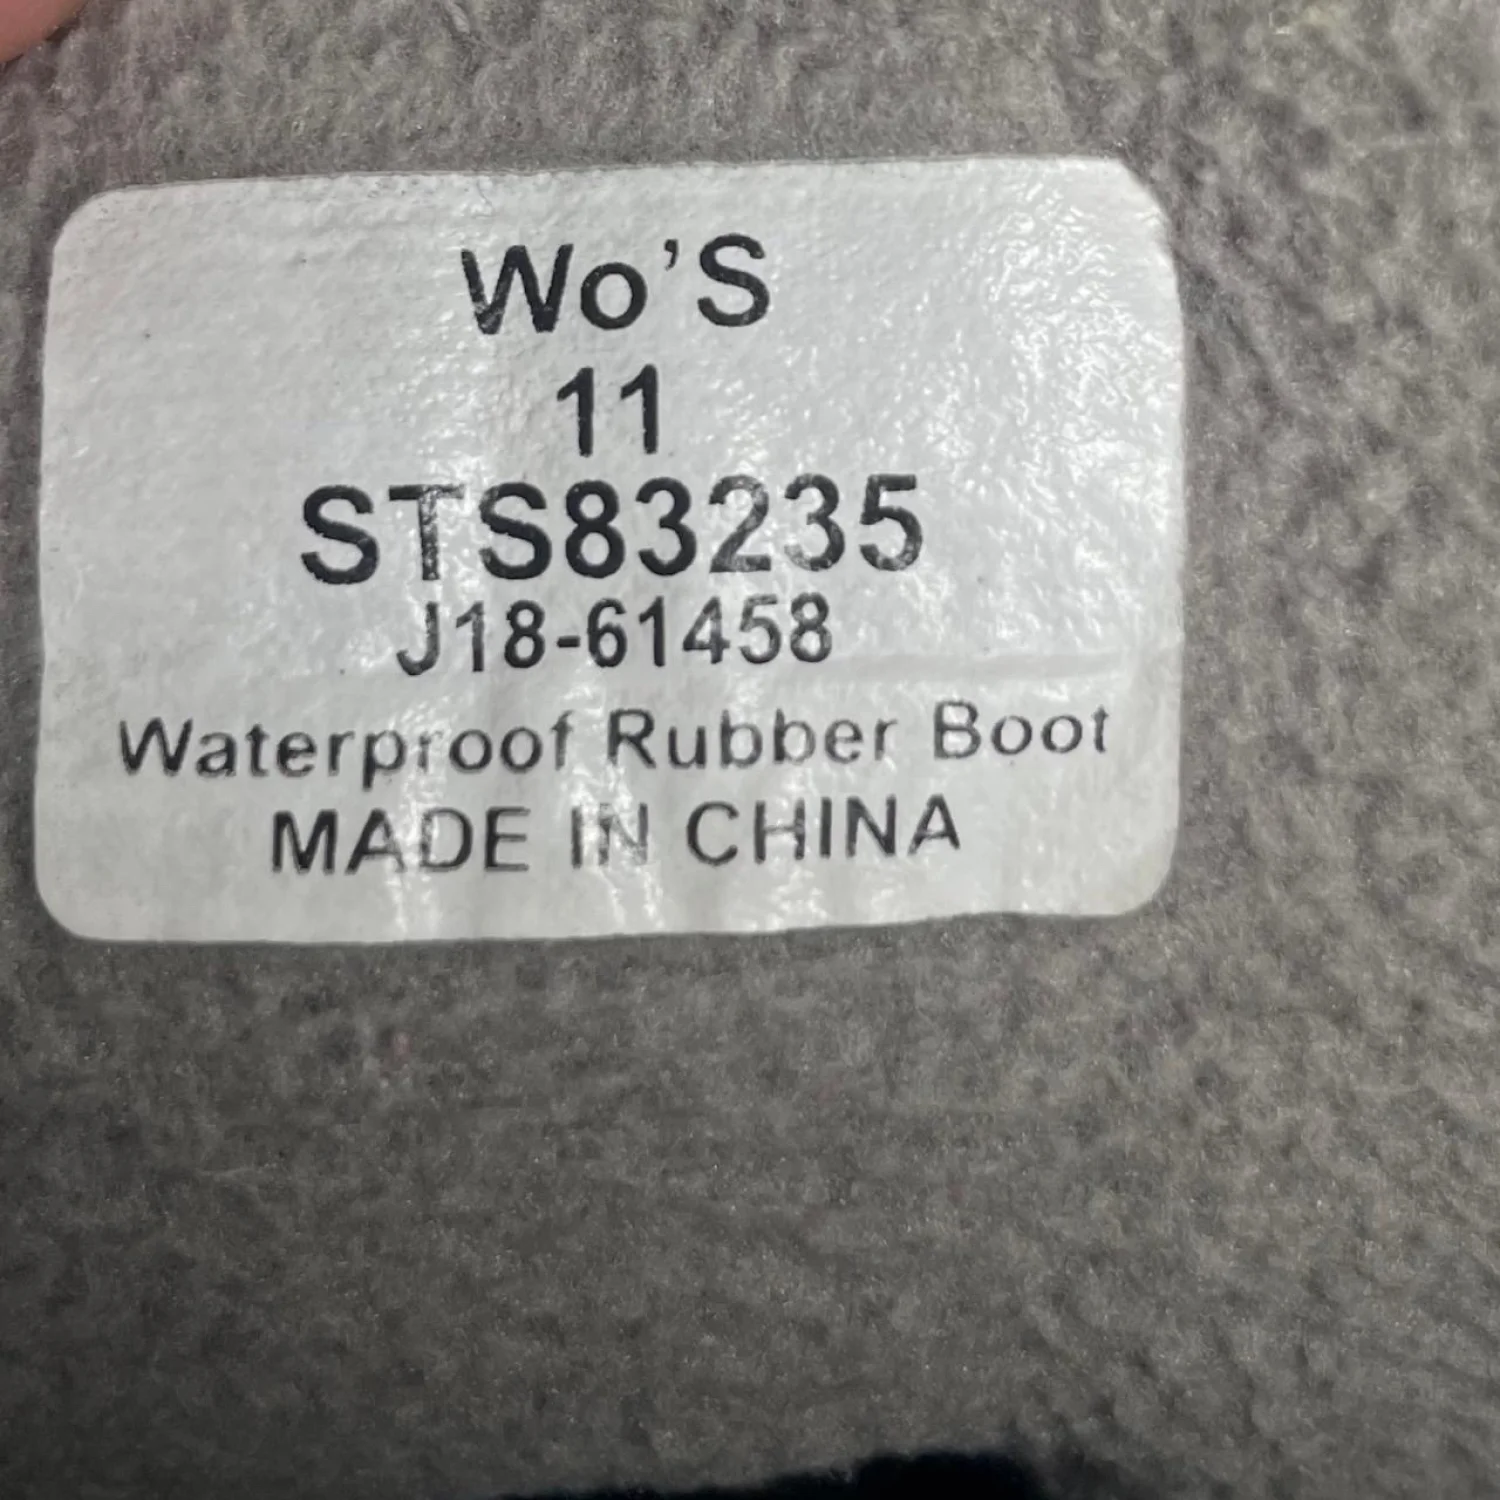 Wo'S
11
STS83235
J18-61458
Waterproof Rubber Boot
MADE IN CHINA